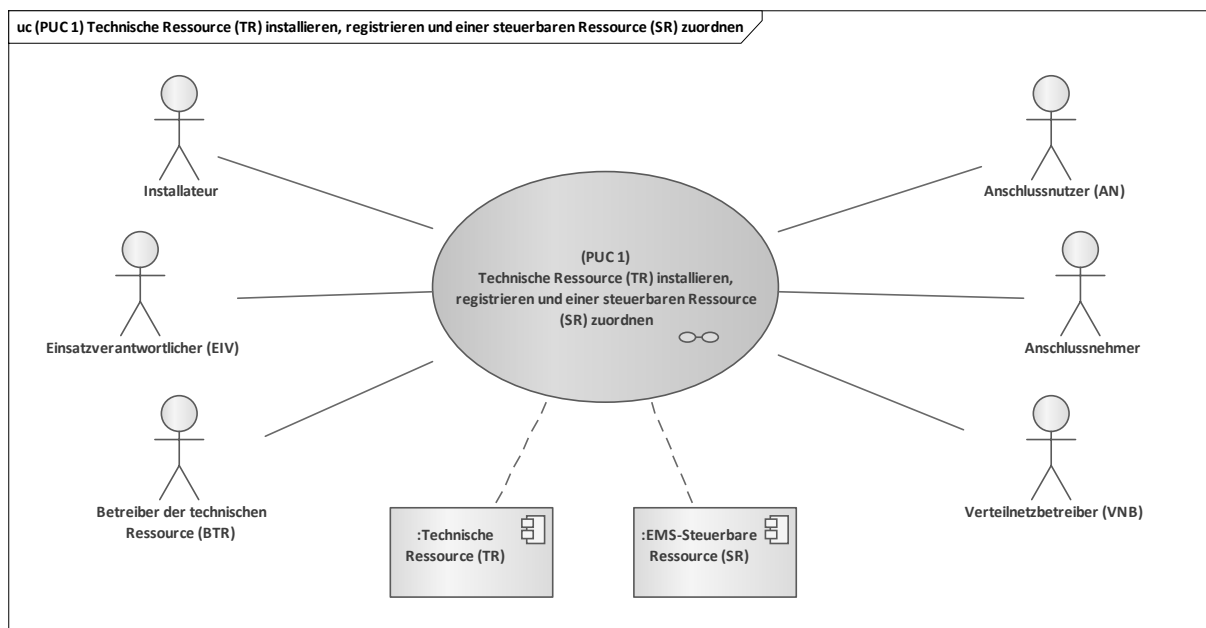 uc (PUC 1) Technische Ressource (TR) installieren, registrieren und einer steuerbaren Ressource (SR) zuordnen
Installateur
Anschlussnutzer (AN)
(PUC 1)
Technische Ressource (TR) installieren,
registrieren und einer steuerbaren Ressource
(SR) zuordnen
Einsatzverantwortlicher (EIV)
Anschlussnehmer
Betreiber der technischen
Ressource (BTR)
Verteilnetzbetreiber (VNB)
:Technische
Ressource (TR)
:EMS-Steuerbare
Ressource (SR)